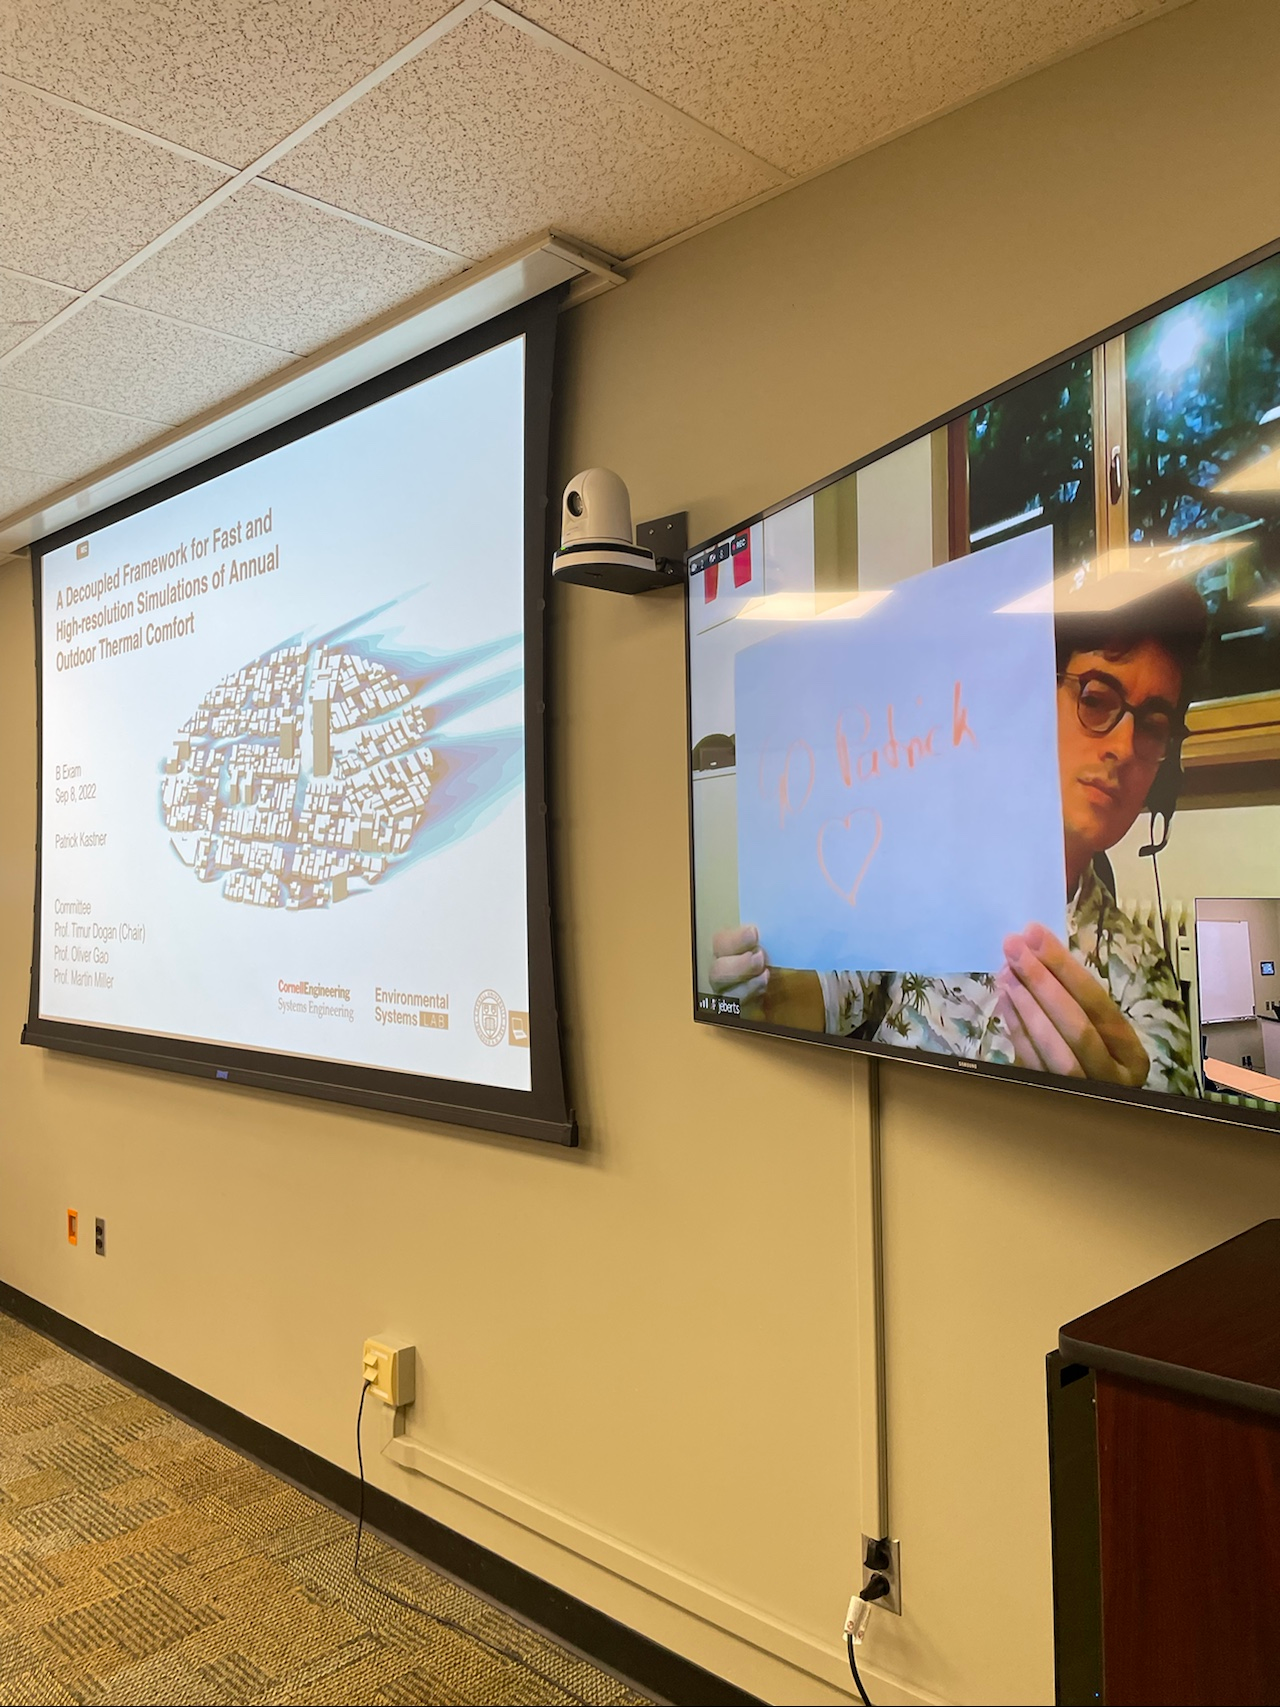 A Decoupled Framework for Fast and
High-resolution Simulations of Annual
Outdoor Thermal Comfort
B Exam
Sep 8, 2022
Patrick Kastner
Committee
Prof. Timur Dogan (Chair)
Prof. Oliver Gao
Prof. Martin Miller
CornellEngineering
Systems Engineering
Environmental
Systems LAB
REC
Patrick
jeberts
SAMSUNG